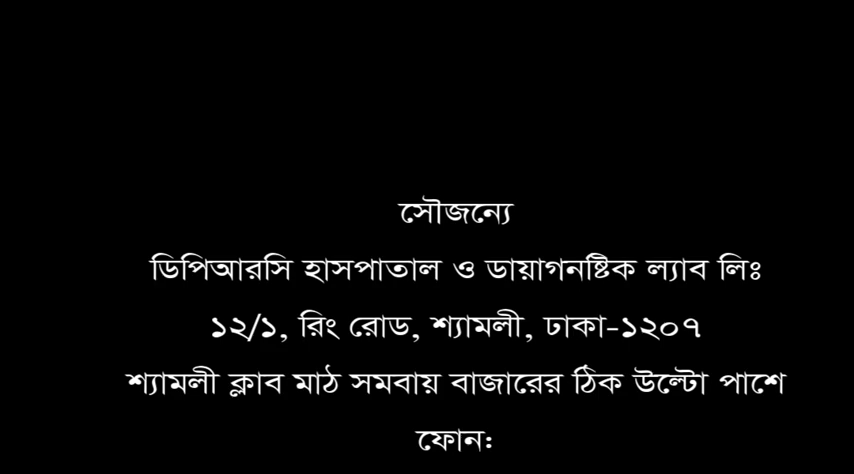 সৌজন্যে
ডিপিআরসি হাসপাতাল ও ডায়াগনষ্টিক ল্যাব লিঃ
১২/১, রিং রোড, শ্যামলী, ঢাকা-১২০৭
শ্যামলী ক্লাব মাঠ সমবায় বাজারের ঠিক উল্টো পাশে
ফোন: